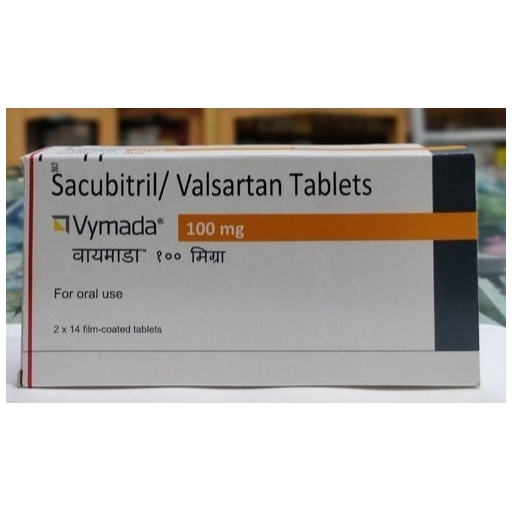 Sacubitril/ Valsartan Tablets
Vymada® 100 mg
वायमाडा™ १०० मिग्रा
For oral use
2 x 14 film-coated tablets